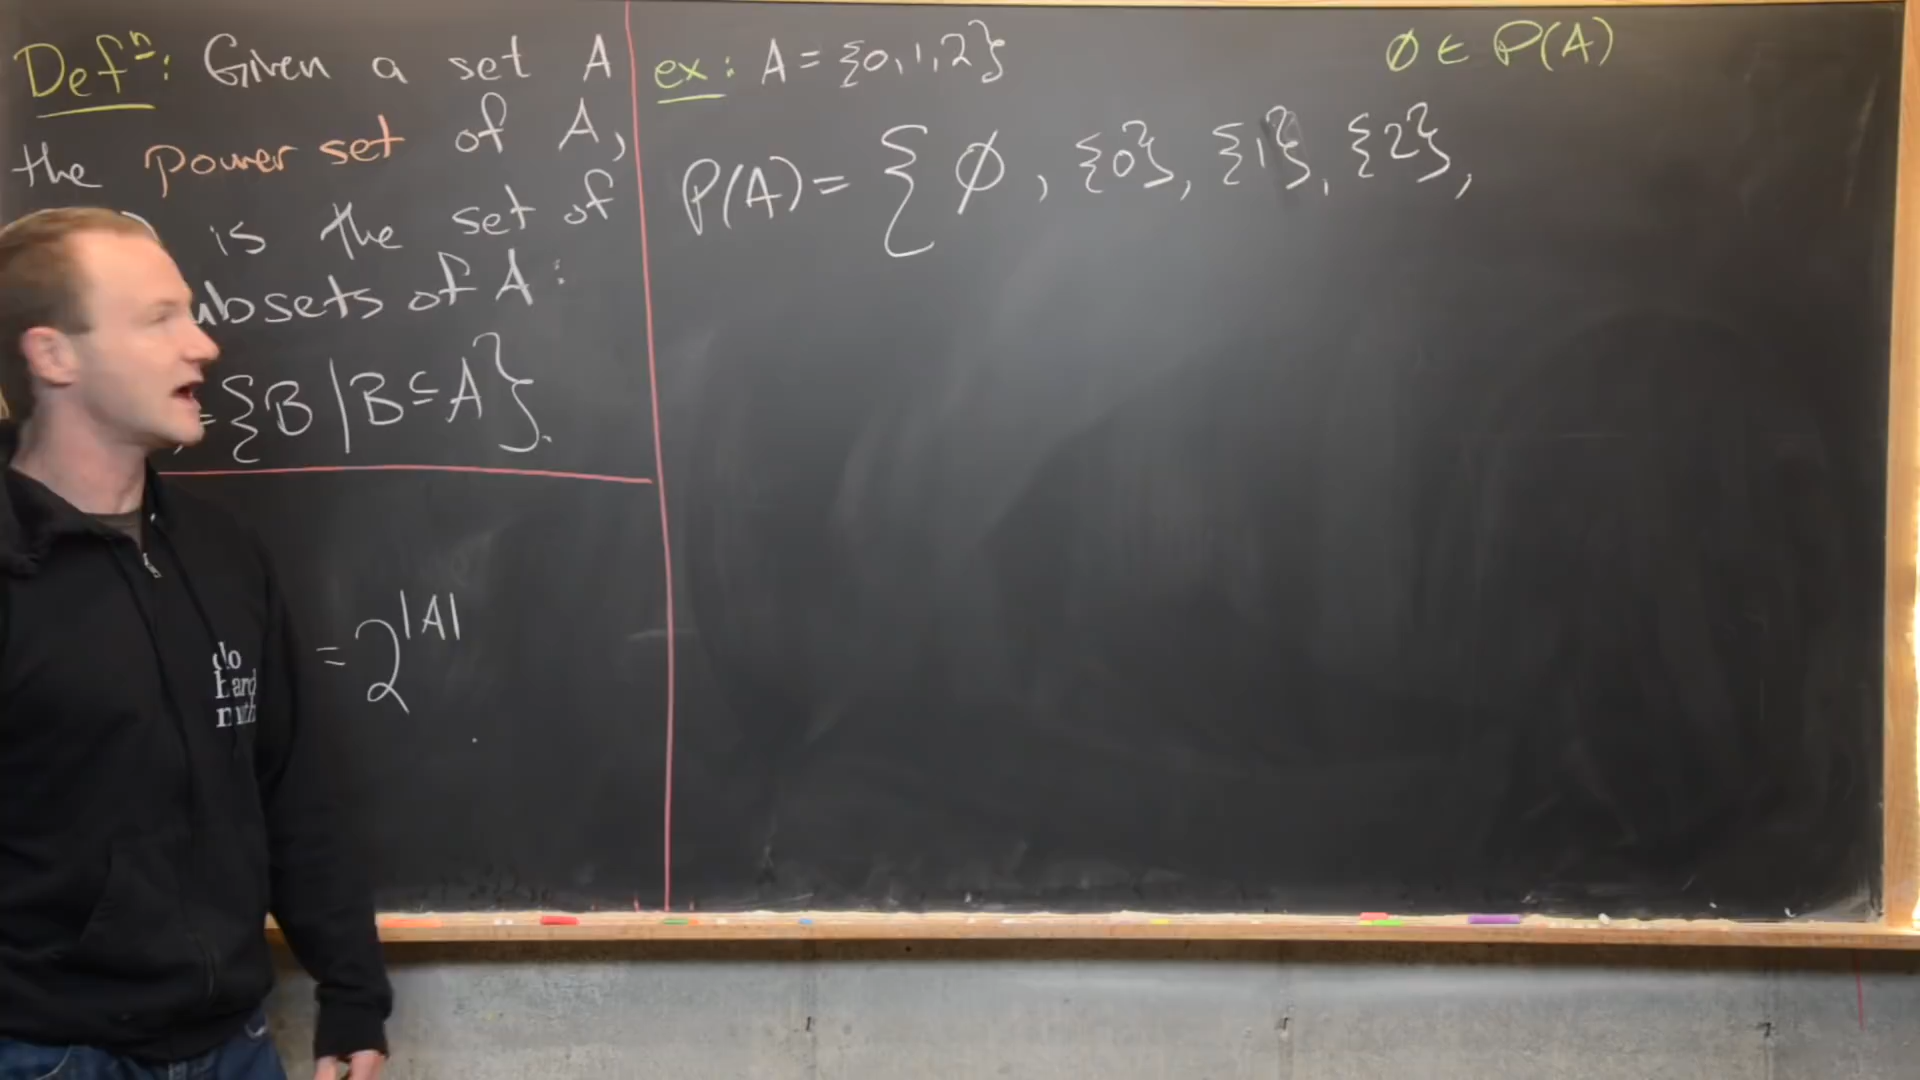 Defⁿ: Given a set A
the power set of A,
is the set of
ubsets of A:
= {B | B ⊆ A}.
= 2^|A|
ex: A = {0, 1, 2}
P(A) = { ∅, {0}, {1}, {2},
∅ ∈ P(A)
do
hard
math